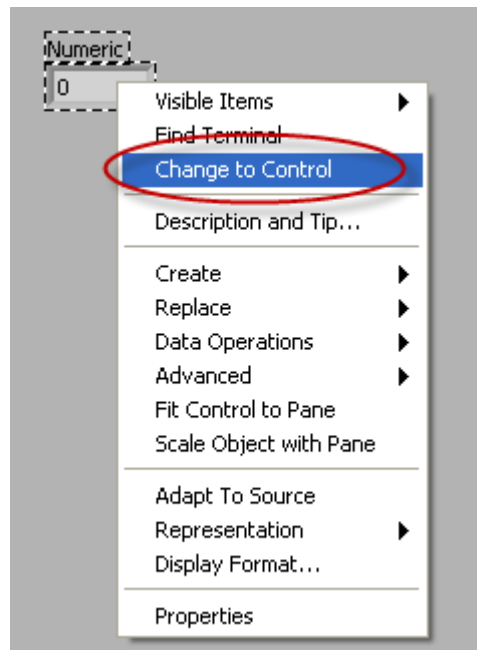 Numeric
0
Visible Items
Find Terminal
Change to Control
Description and Tip...
Create
Replace
Data Operations
Advanced
Fit Control to Pane
Scale Object with Pane
Adapt To Source
Representation
Display Format...
Properties